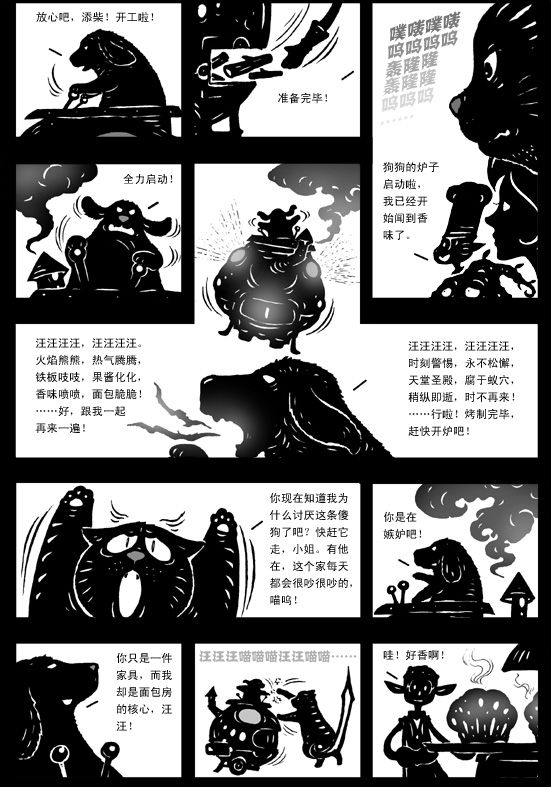 放心吧，添柴！开工啦！
准备完毕！
噗咴噗咴
呜呜呜呜
轰隆隆
轰隆隆
呜呜呜
……
狗狗的炉子
启动啦，
我已经开
始闻到香
味了。
全力启动！
汪汪汪汪，汪汪汪汪。
火焰熊熊，热气腾腾，
铁板吱吱，果酱化化，
香味喷喷，面包脆脆！
……好，跟我一起
再来一遍！
汪汪汪汪，汪汪汪汪，
时刻警惕，永不松懈，
天堂圣殿，腐于蚁穴，
稍纵即逝，时不再来！
……行啦！烤制完毕，
赶快开炉吧！
你现在知道我为
什么讨厌这条傻
狗了吧？快赶它
走，小姐。有他
在，这个家每天
都会很吵很吵的，
喵呜！
你是在
嫉妒吧！
你只是一件
家具，而我
却是面包房
的核心，汪
汪！
汪汪汪喵喵喵汪汪喵喵……
哇！好香啊！